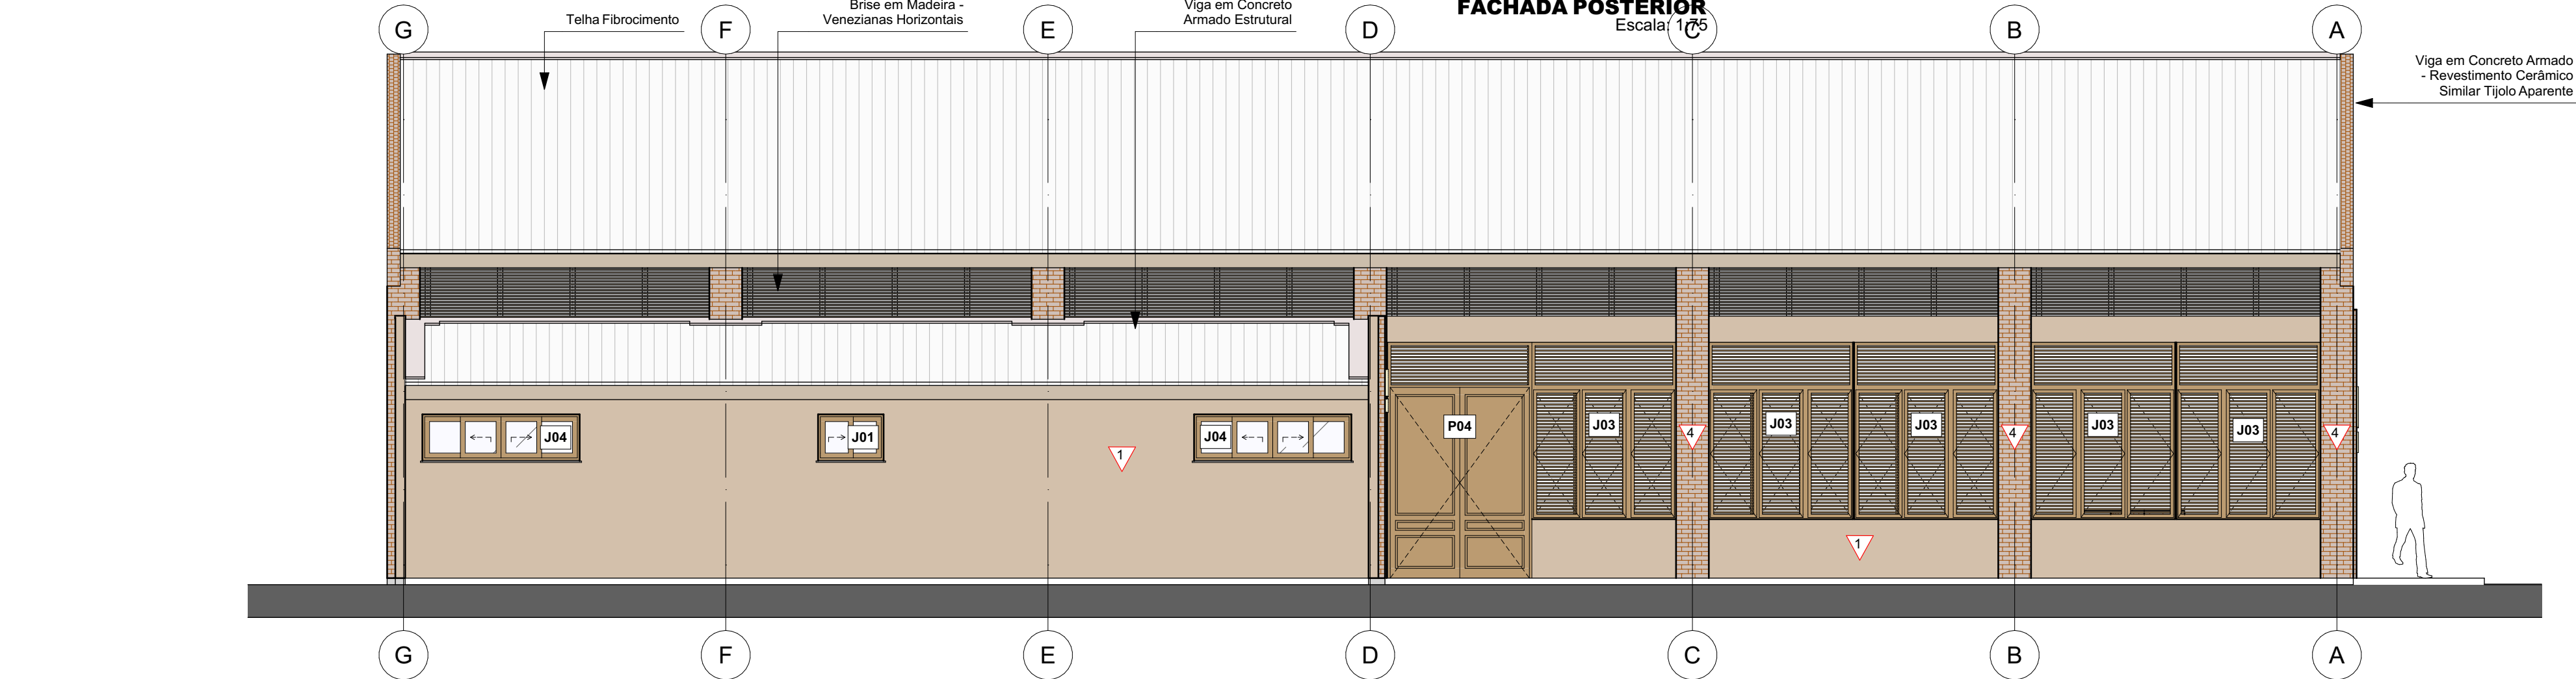 FACHADA POSTERIOR
Escala: 1:75
Telha Fibrocimento
Brise em Madeira -
Venezianas Horizontais
Viga em Concreto
Armado Estrutural
G
F
E
D
C
B
A
Viga em Concreto Armado
- Revestimento Cerâmico
Similar Tijolo Aparente
J04
J01
J04
1
P04
J03
4
J03
J03
4
J03
J03
4
1
G
F
E
D
C
B
A